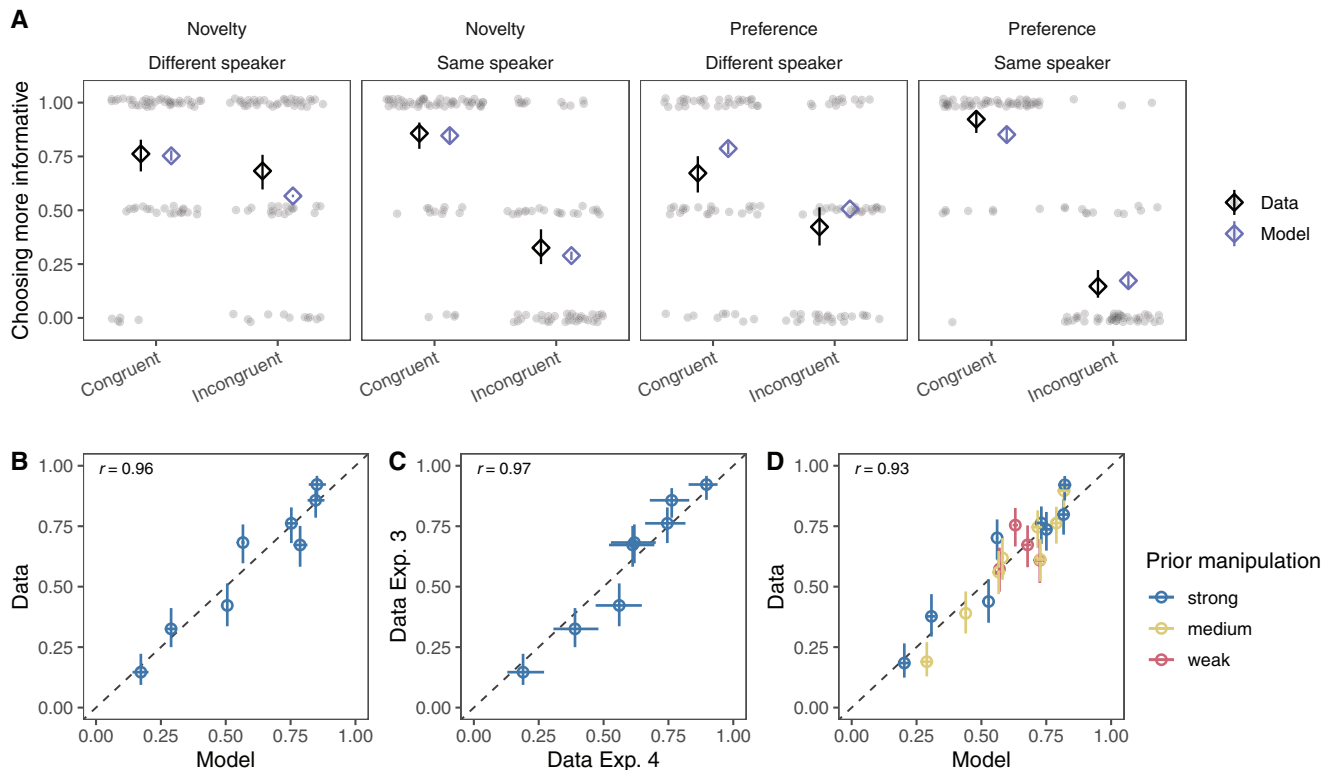 A
Novelty
Different speaker
Novelty
Same speaker
Preference
Different speaker
Preference
Same speaker
Choosing more informative
1.00
0.75
0.50
0.25
0.00
Congruent
Incongruent
Congruent
Incongruent
Congruent
Incongruent
Congruent
Incongruent
Data
Model
B
r = 0.96
Data
1.00
0.75
0.50
0.25
0.00
0.00 0.25 0.50 0.75 1.00
Model
C
r = 0.97
Data Exp. 3
1.00
0.75
0.50
0.25
0.00
0.00 0.25 0.50 0.75 1.00
Data Exp. 4
D
r = 0.93
Data
1.00
0.75
0.50
0.25
0.00
0.00 0.25 0.50 0.75 1.00
Model
Prior manipulation
strong
medium
weak